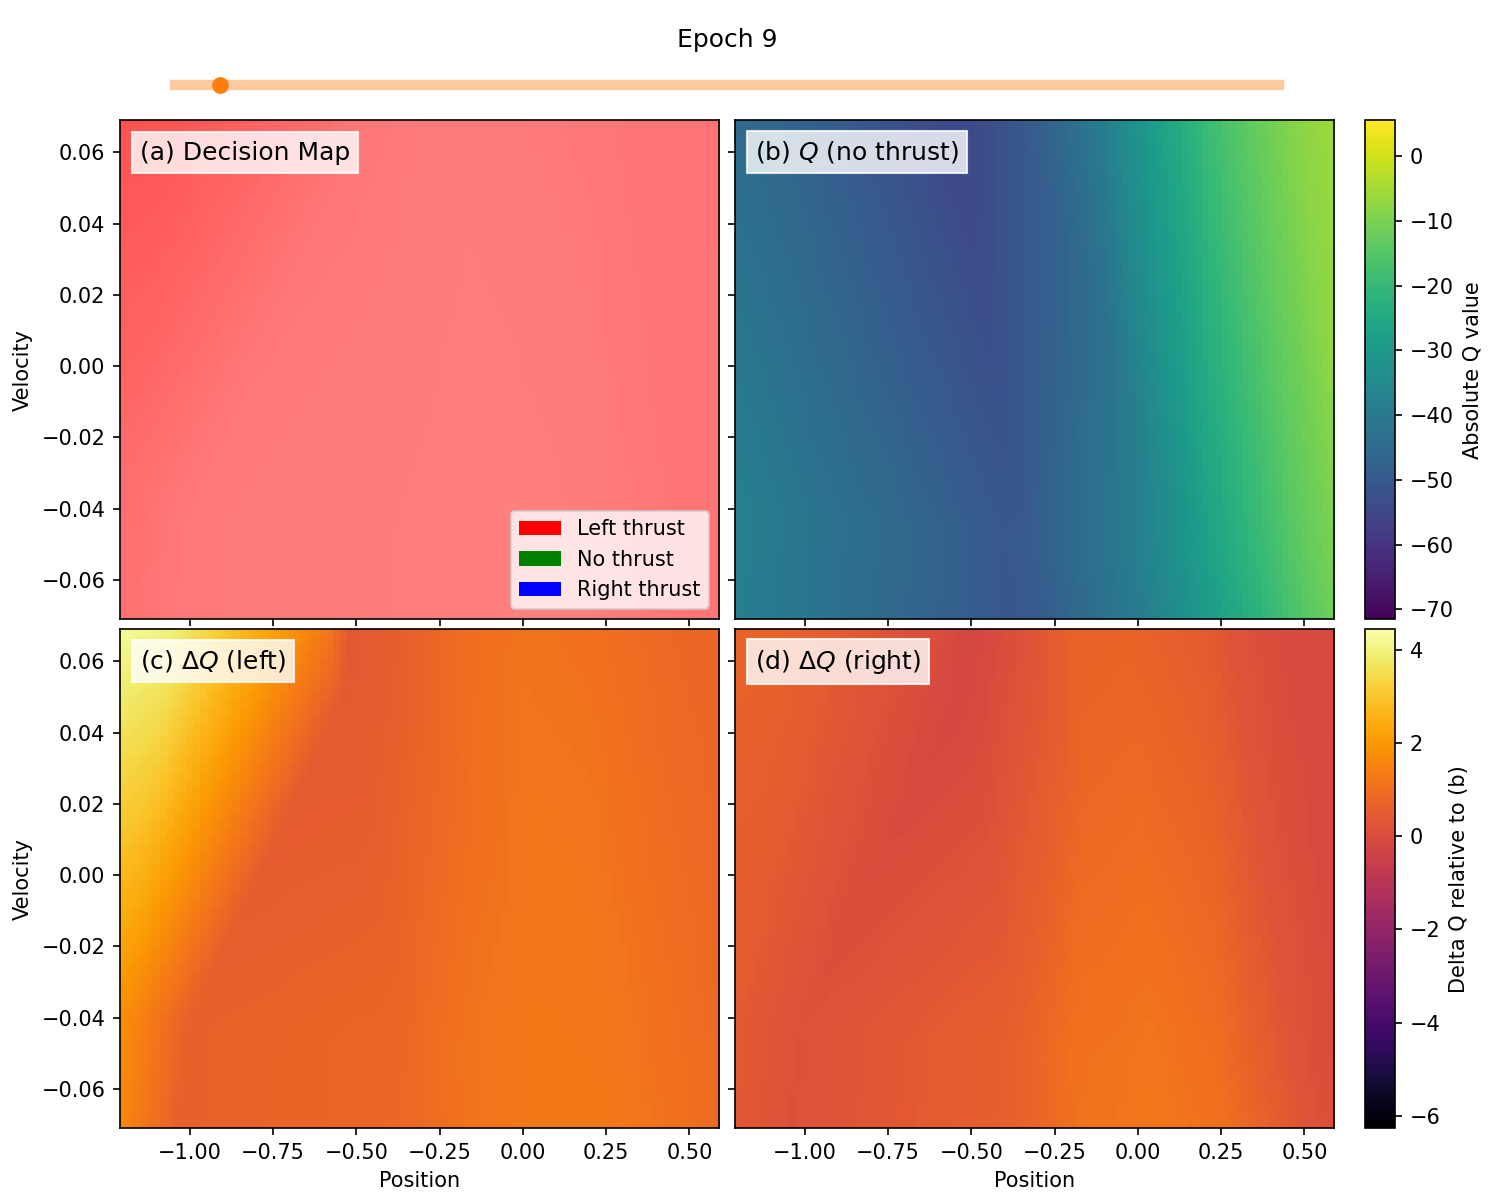 Epoch 9
(a) Decision Map
(b) Q (no thrust)
0.06
0.04
0.02
0.00
−0.02
−0.04
−0.06
Velocity
Left thrust
No thrust
Right thrust
0
−10
−20
−30
−40
−50
−60
−70
Absolute Q value
(c) ΔQ (left)
(d) ΔQ (right)
0.06
0.04
0.02
0.00
−0.02
−0.04
−0.06
Velocity
4
2
0
−2
−4
−6
Delta Q relative to (b)
−1.00 −0.75 −0.50 −0.25 0.00 0.25 0.50
Position
−1.00 −0.75 −0.50 −0.25 0.00 0.25 0.50
Position